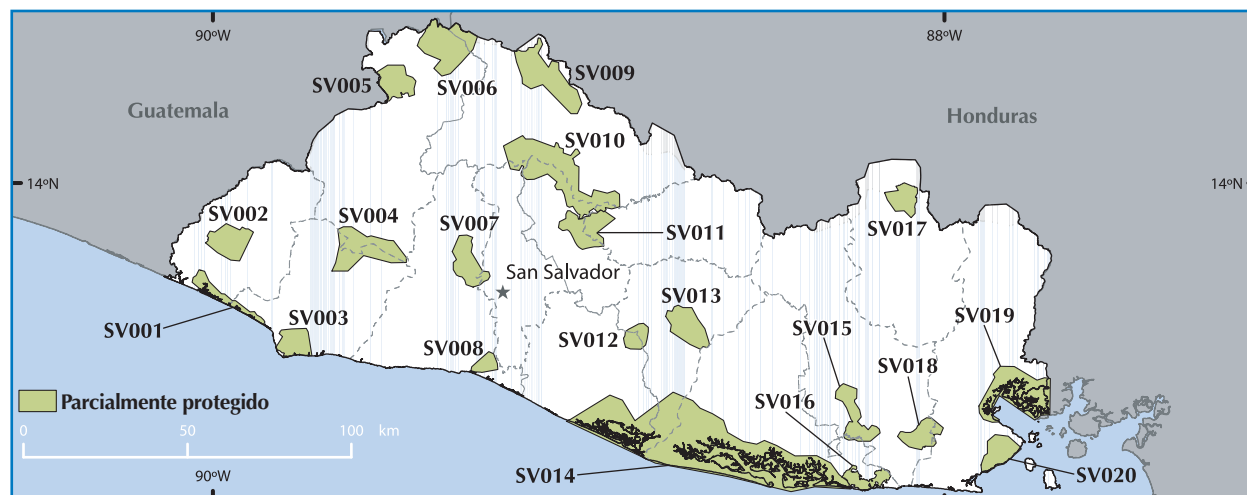 90ºW
88ºW
SV005
SV006
SV009
Guatemala
Honduras
SV010
14ºN
14ºN
SV002
SV004
SV007
SV011
SV017
San Salvador
SV001
SV003
SV013
SV008
SV012
SV015
SV019
SV018
SV016
Parcialmente protegido
0 50 100 km
SV014
SV020
90ºW
88ºW